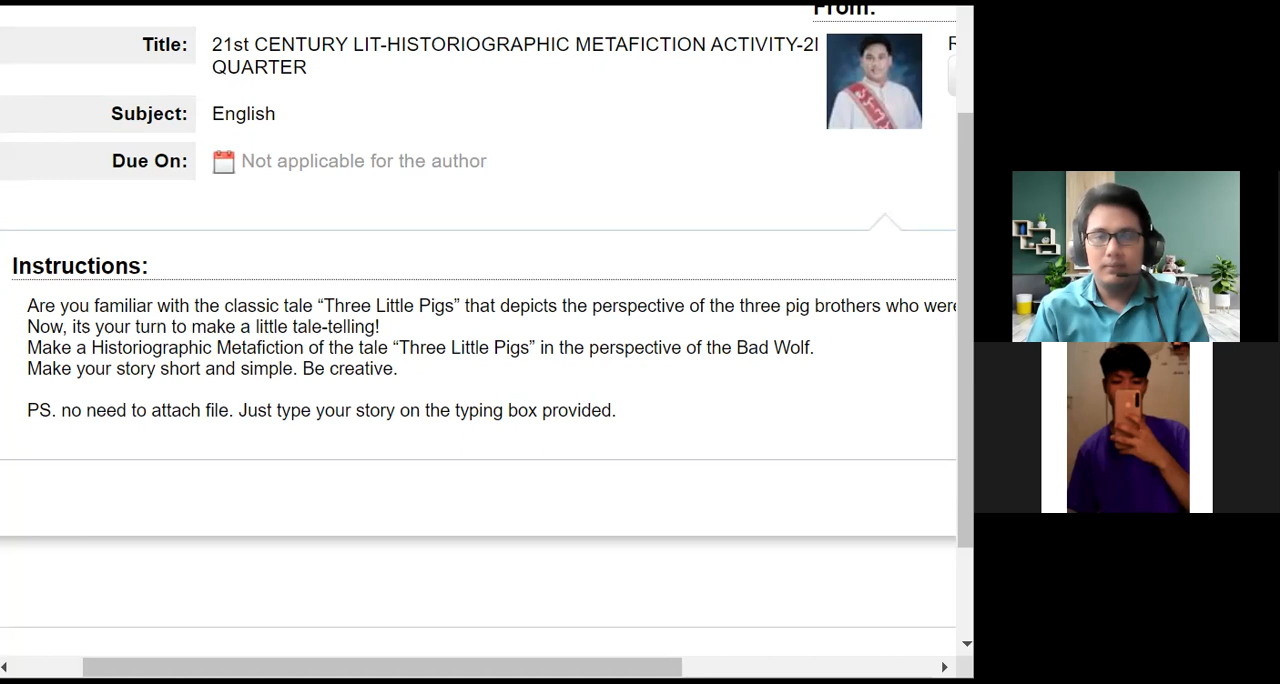 From:
Title:
21st CENTURY LIT-HISTORIOGRAPHIC METAFICTION ACTIVITY-2
QUARTER
Subject:
English
Due On:
Not applicable for the author
Instructions:
Are you familiar with the classic tale “Three Little Pigs” that depicts the perspective of the three pig brothers who were
Now, its your turn to make a little tale-telling!
Make a Historiographic Metafiction of the tale “Three Little Pigs” in the perspective of the Bad Wolf.
Make your story short and simple. Be creative.
PS. no need to attach file. Just type your story on the typing box provided.